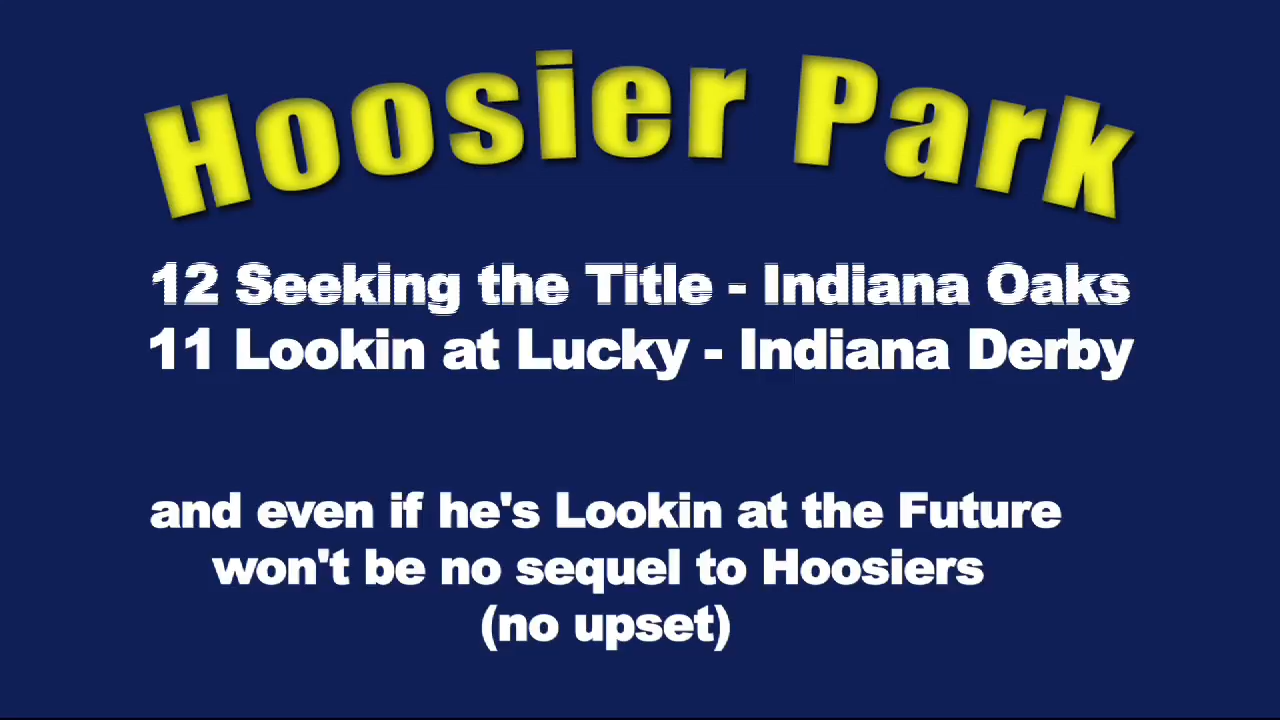 Hoosier Park
12 Seeking the Title - Indiana Oaks
11 Lookin at Lucky - Indiana Derby
and even if he's Lookin at the Future
won't be no sequel to Hoosiers
(no upset)